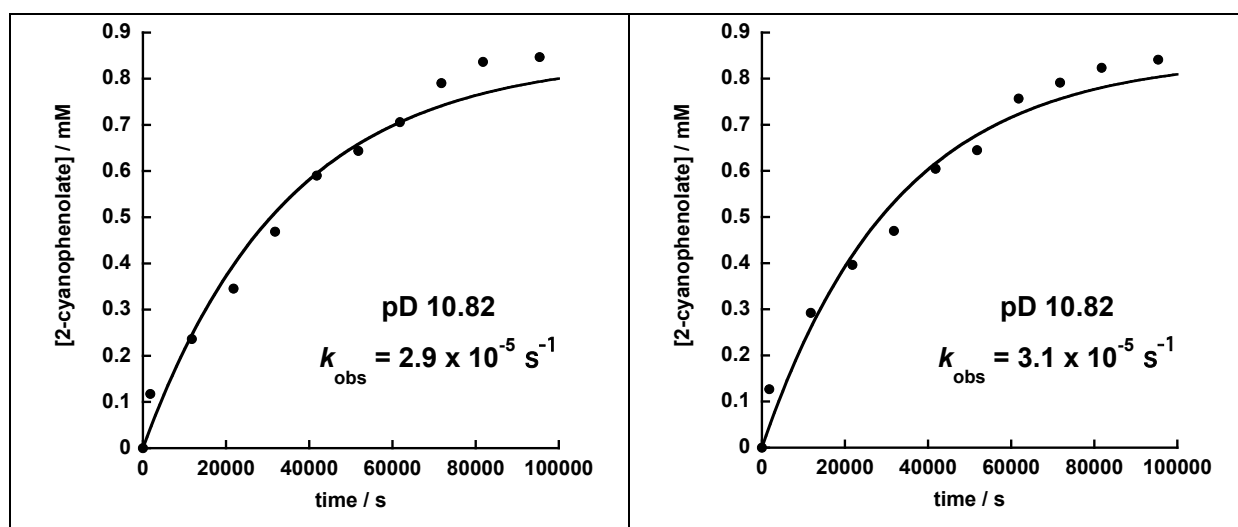 0.9
0.8
0.7
0.6
0.5
0.4
0.3
0.2
0.1
0
[2-cyanophenolate] / mM
pD 10.82
k_obs = 2.9 x 10⁻⁵ s⁻¹
0 20000 40000 60000 80000 100000
time / s
0.9
0.8
0.7
0.6
0.5
0.4
0.3
0.2
0.1
0
[2-cyanophenolate] / mM
pD 10.82
k_obs = 3.1 x 10⁻⁵ s⁻¹
0 20000 40000 60000 80000 100000
time / s